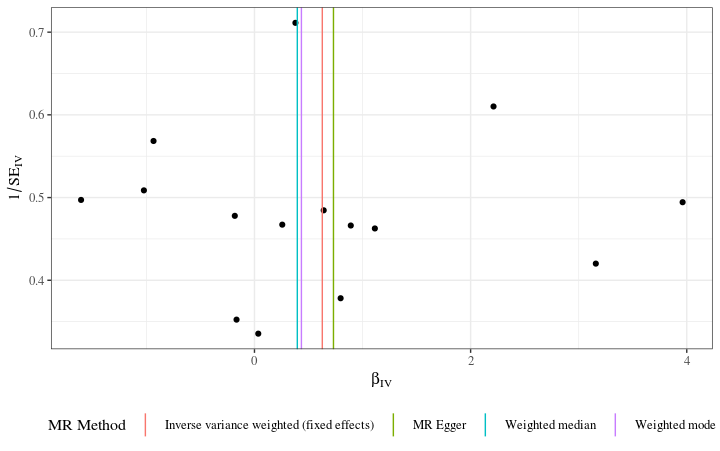 0.7
0.6
0.5
0.4
1/SE_IV
0 2 4
β_IV
MR Method Inverse variance weighted (fixed effects) MR Egger Weighted median Weighted mode